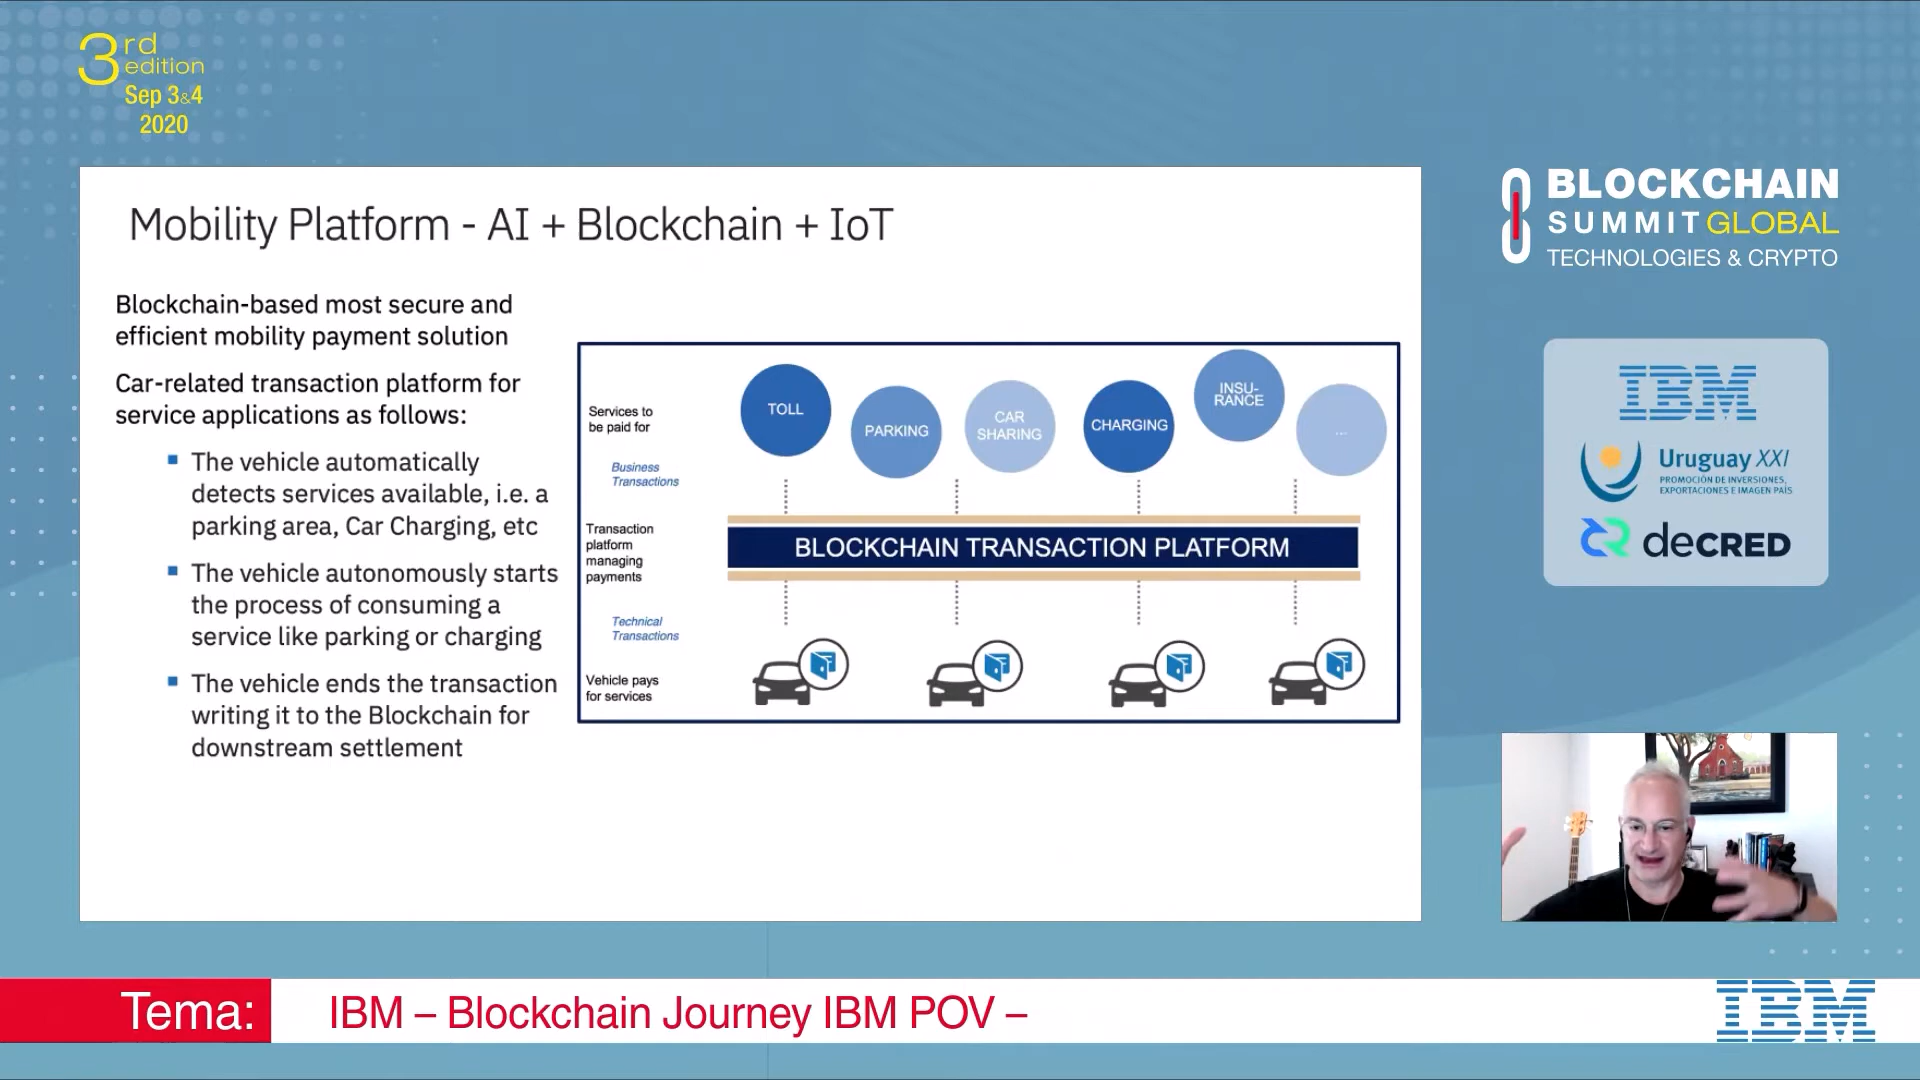 3rd
edition
Sep 3&4
2020
BLOCKCHAIN
SUMMIT GLOBAL
TECHNOLOGIES & CRYPTO
Mobility Platform - AI + Blockchain + IoT
Blockchain-based most secure and
efficient mobility payment solution
Car-related transaction platform for
service applications as follows:
The vehicle automatically
detects services available, i.e. a
parking area, Car Charging, etc
The vehicle autonomously starts
the process of consuming a
service like parking or charging
The vehicle ends the transaction
writing it to the Blockchain for
downstream settlement
Services to
be paid for
TOLL
PARKING
CAR
SHARING
CHARGING
INSU-
RANCE
...
Business
Transactions
Transaction
platform
managing
payments
BLOCKCHAIN TRANSACTION PLATFORM
Technical
Transactions
Vehicle pays
for services
IBM
Uruguay XXI
PROMOCIÓN DE INVERSIONES,
EXPORTACIONES E IMAGEN PAÍS
deCRED
Tema:
IBM – Blockchain Journey IBM POV –
IBM